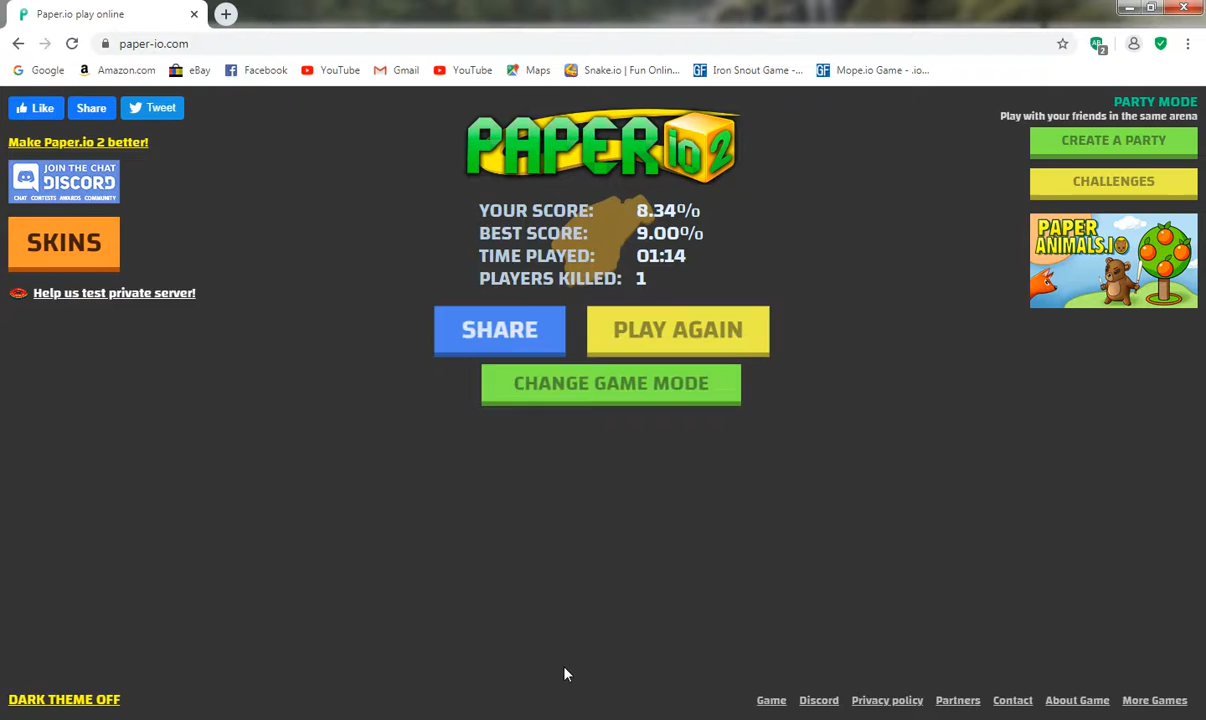 Paper.io play online
paper-io.com
2
Google Amazon.com eBay Facebook YouTube Gmail YouTube Maps Snake.io | Fun Onlin... Iron Snout Game -... Mope.io Game - .io...
Like Share Tweet
Make Paper.io 2 better!
JOIN THE CHAT
DISCORD
CHAT CONTESTS AWARDS COMMUNITY
SKINS
Help us test private server!
PAPER io 2
YOUR SCORE: 8.34%
BEST SCORE: 9.00%
TIME PLAYED: 01:14
PLAYERS KILLED: 1
SHARE
PLAY AGAIN
CHANGE GAME MODE
PARTY MODE
Play with your friends in the same arena
CREATE A PARTY
CHALLENGES
PAPER
ANIMALS.IO
DARK THEME OFF
Game Discord Privacy policy Partners Contact About Game More Games